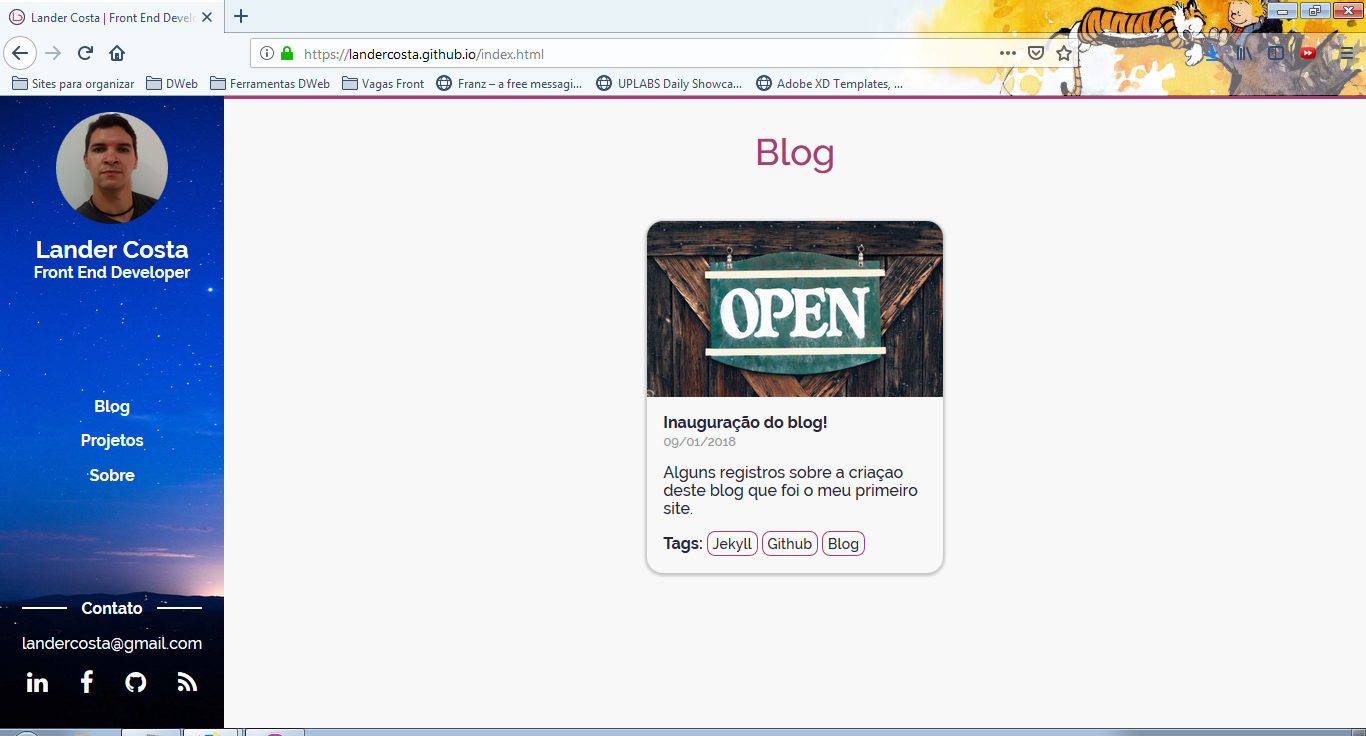 Lander Costa | Front End Devel
https://landercosta.github.io/index.html
Sites para organizar
DWeb
Ferramentas DWeb
Vagas Front
Franz – a free messagi...
UPLABS Daily Showca...
Adobe XD Templates, ...
Lander Costa
Front End Developer
Blog
Projetos
Sobre
Contato
landercosta@gmail.com
Blog
OPEN
Inauguração do blog!
09/01/2018
Alguns registros sobre a criaçao
deste blog que foi o meu primeiro
site.
Tags: Jekyll Github Blog